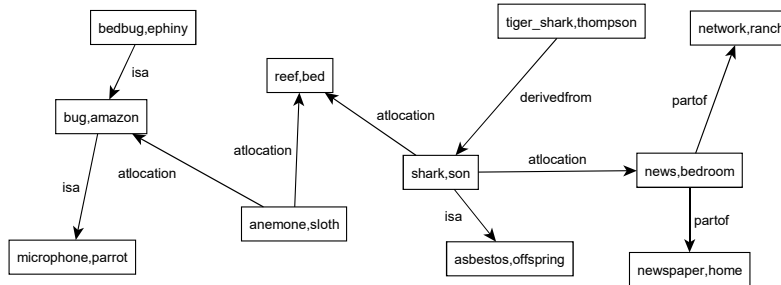 bedbug,ephiny
tiger_shark,thompson
network,ranch
isa
reef,bed
derivedfrom
partof
bug,amazon
atlocation
atlocation
atlocation
isa
atlocation
shark,son
news,bedroom
anemone,sloth
isa
partof
microphone,parrot
asbestos,offspring
newspaper,home